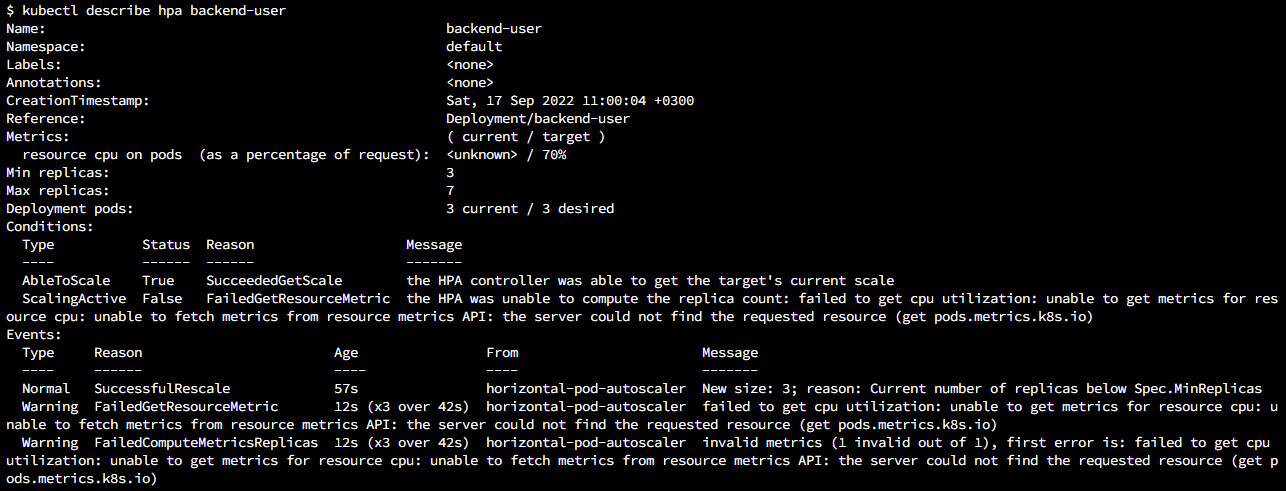 $ kubectl describe hpa backend-user
Name:                                                  backend-user
Namespace:                                             default
Labels:                                                <none>
Annotations:                                           <none>
CreationTimestamp:                                     Sat, 17 Sep 2022 11:00:04 +0300
Reference:                                             Deployment/backend-user
Metrics:                                               ( current / target )
  resource cpu on pods  (as a percentage of request):  <unknown> / 70%
Min replicas:                                          3
Max replicas:                                          7
Deployment pods:                                       3 current / 3 desired
Conditions:
  Type           Status  Reason                   Message
  ----           ------  ------                   -------
  AbleToScale    True    SucceededGetScale        the HPA controller was able to get the target's current scale
  ScalingActive  False   FailedGetResourceMetric  the HPA was unable to compute the replica count: failed to get cpu utilization: unable to get metrics for res
ource cpu: unable to fetch metrics from resource metrics API: the server could not find the requested resource (get pods.metrics.k8s.io)
Events:
  Type     Reason                        Age                From                       Message
  ----     ------                        ----               ----                       -------
  Normal   SuccessfulRescale             57s                horizontal-pod-autoscaler  New size: 3; reason: Current number of replicas below Spec.MinReplicas
  Warning  FailedGetResourceMetric       12s (x3 over 42s)  horizontal-pod-autoscaler  failed to get cpu utilization: unable to get metrics for resource cpu: u
nable to fetch metrics from resource metrics API: the server could not find the requested resource (get pods.metrics.k8s.io)
  Warning  FailedComputeMetricsReplicas  12s (x3 over 42s)  horizontal-pod-autoscaler  invalid metrics (1 invalid out of 1), first error is: failed to get cpu
utilization: unable to get metrics for resource cpu: unable to fetch metrics from resource metrics API: the server could not find the requested resource (get p
ods.metrics.k8s.io)